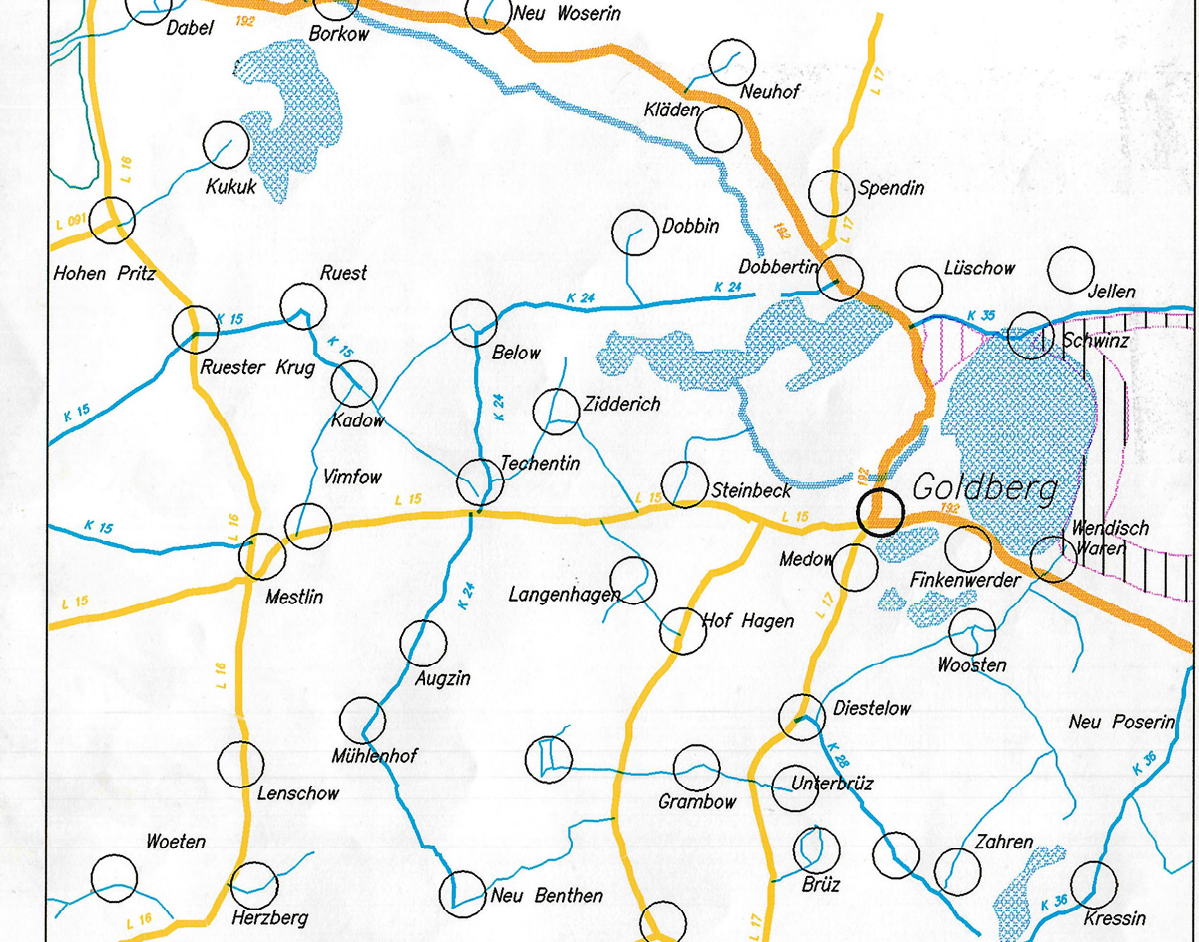 192
Dabel
Borkow
Neu Woserin
L 17
Neuhof
Kläden
L 16
Kukuk
Spendin
L 091
Dobbin
192
L 17
Hohen Pritz
Ruest
Dobbertin
Lüschow
Jellen
K 15
K 24
K 24
K 35
Schwinz
Below
Ruester Krug
K 15
K 15
K 24
Kadow
Zidderich
Vimfow
Techentin
Steinbeck
192
Goldberg
L 15
L 15
L 15
192
K 15
L 16
Wendisch
Waren
Medow
Finkenwerder
Mestlin
L 15
K 24
Langenhagen
Hof Hagen
L 17
L 16
Augzin
Woosten
Diestelow
Neu Poserin
Mühlenhof
K 28
K 36
Lenschow
Grambow
Unterbrüz
Woeten
Zahren
Brüz
Neu Benthen
Herzberg
L 16
L 17
K 36
Kressin